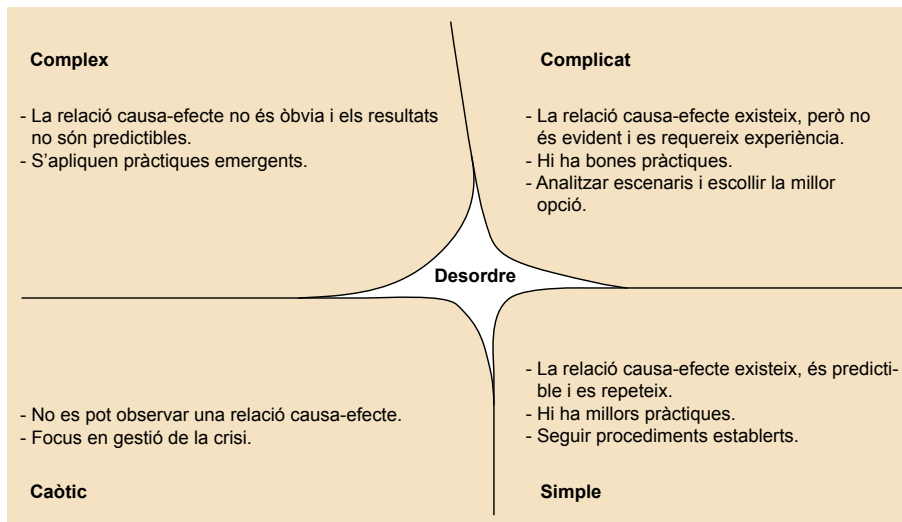 Complex
- La relació causa-efecte no és òbvia i els resultats
no són predictibles.
- S’apliquen pràctiques emergents.
Complicat
- La relació causa-efecte existeix, però no
és evident i es requereix experiència.
- Hi ha bones pràctiques.
- Analitzar escenaris i escollir la millor
opció.
Desordre
- No es pot observar una relació causa-efecte.
- Focus en gestió de la crisi.
Caòtic
- La relació causa-efecte existeix, és predicti-
ble i es repeteix.
- Hi ha millors pràctiques.
- Seguir procediments establerts.
Simple